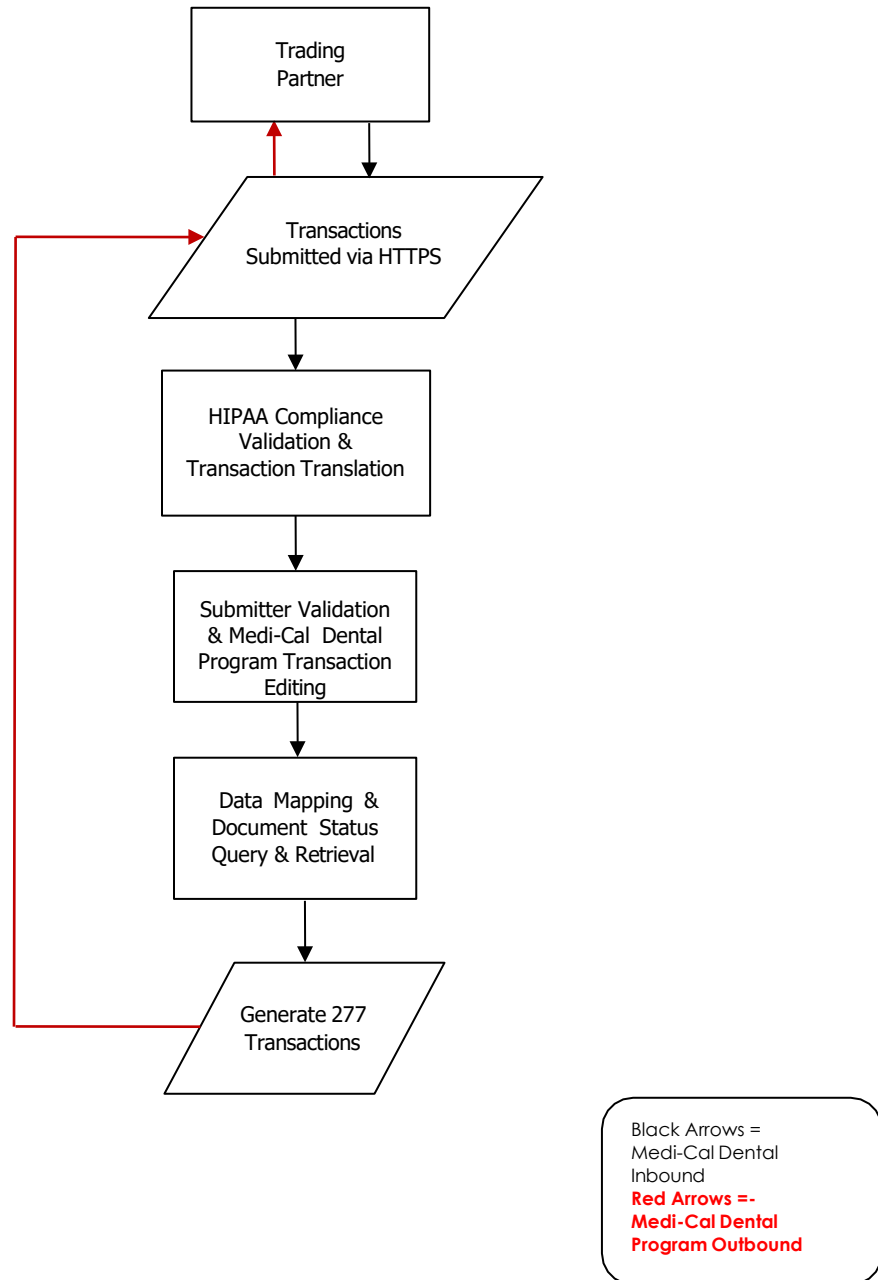 Trading
Partner
Transactions
Submitted via HTTPS
HIPAA Compliance
Validation &
Transaction Translation
Submitter Validation
& Medi-Cal Dental
Program Transaction
Editing
Data Mapping &
Document Status
Query & Retrieval
Generate 277
Transactions
Black Arrows =
Medi-Cal Dental
Inbound
Red Arrows =-
Medi-Cal Dental
Program Outbound